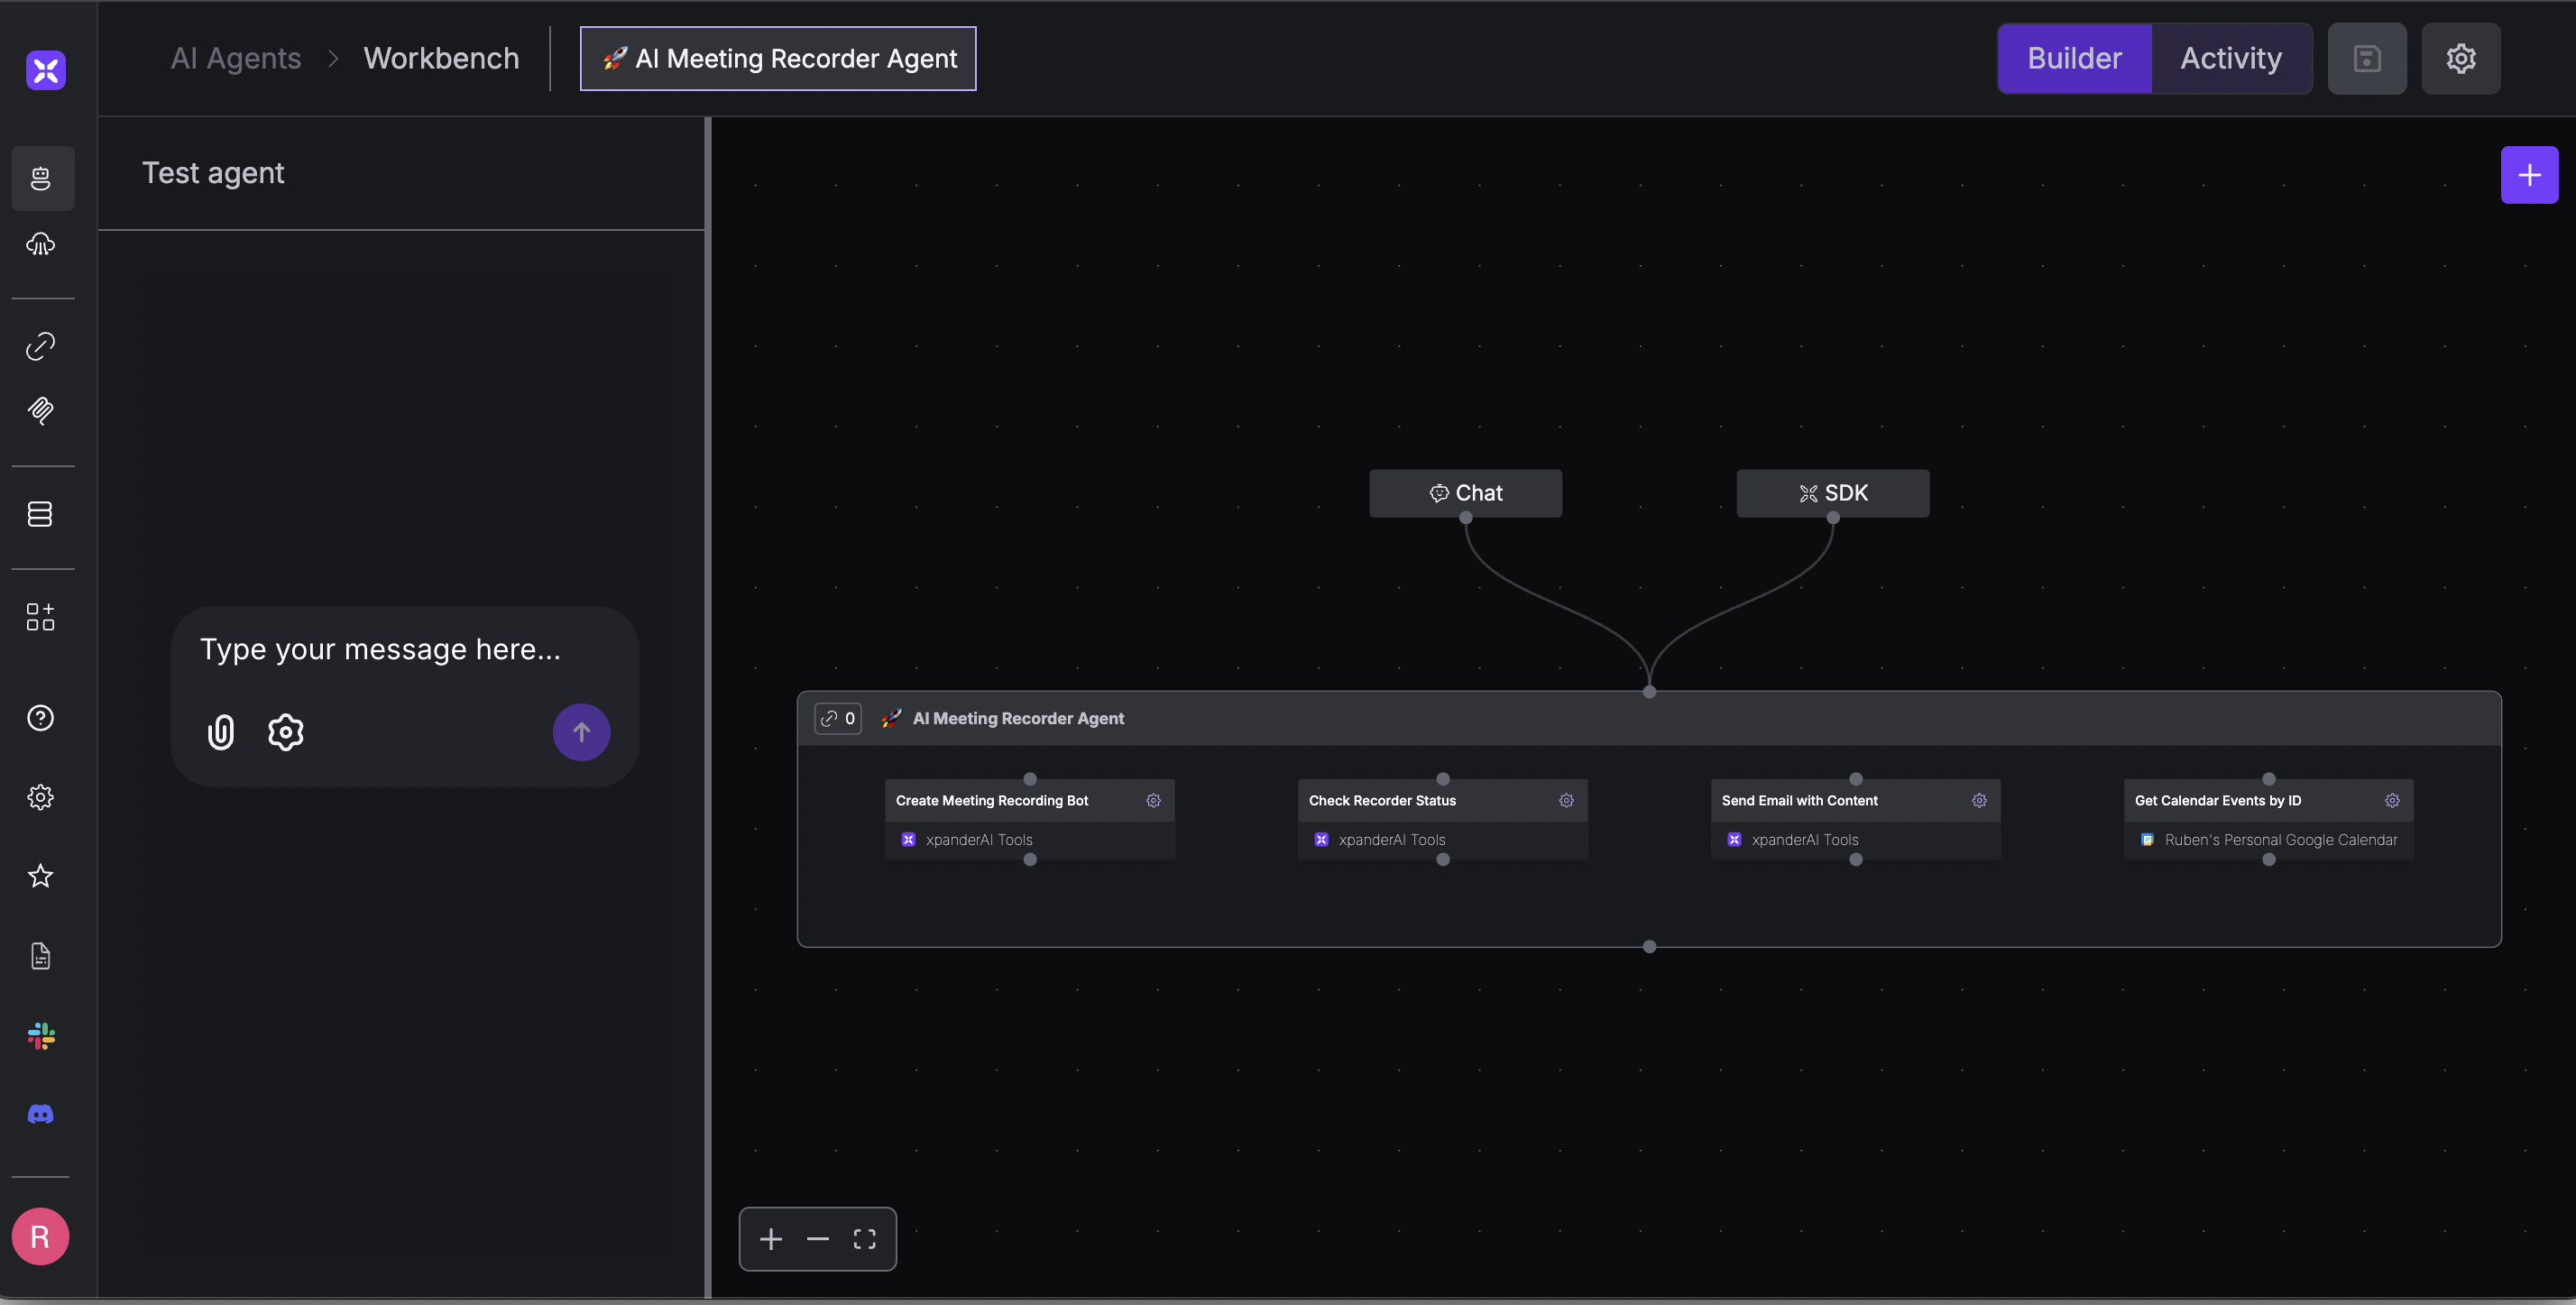 AI Agents > Workbench
🚀 AI Meeting Recorder Agent
Builder
Activity
Test agent
Type your message here...
Chat
SDK
0
🚀 AI Meeting Recorder Agent
Create Meeting Recording Bot
xpanderAI Tools
Check Recorder Status
xpanderAI Tools
Send Email with Content
xpanderAI Tools
Get Calendar Events by ID
Ruben's Personal Google Calendar
R